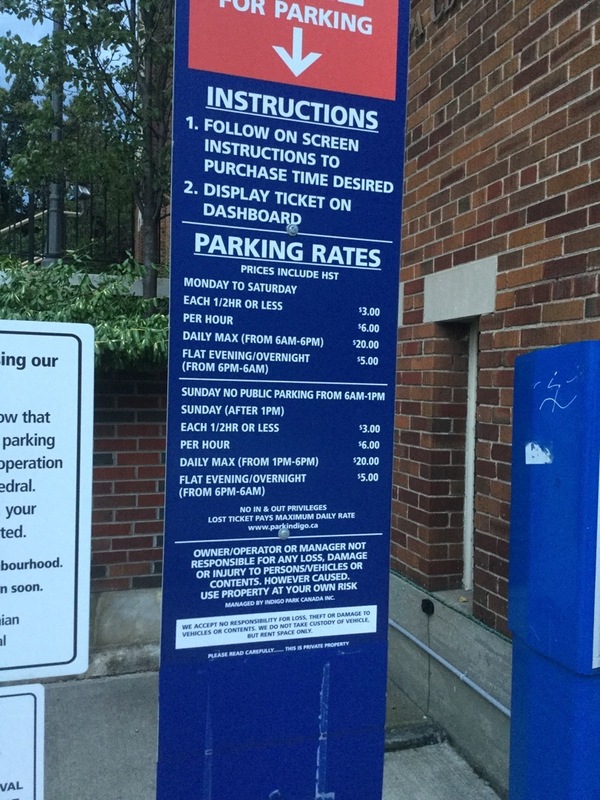 FOR PARKING
INSTRUCTIONS
1. FOLLOW ON SCREEN
INSTRUCTIONS TO
PURCHASE TIME DESIRED
2. DISPLAY TICKET ON
DASHBOARD
PARKING RATES
PRICES INCLUDE HST
MONDAY TO SATURDAY
EACH 1/2HR OR LESS $3.00
PER HOUR $6.00
DAILY MAX (FROM 6AM-6PM) $20.00
FLAT EVENING/OVERNIGHT $5.00
(FROM 6PM-6AM)
SUNDAY NO PUBLIC PARKING FROM 6AM-1PM
SUNDAY (AFTER 1PM)
EACH 1/2HR OR LESS $3.00
PER HOUR $6.00
DAILY MAX (FROM 1PM-6PM) $20.00
FLAT EVENING/OVERNIGHT $5.00
(FROM 6PM-6AM)
NO IN & OUT PRIVILEGES
LOST TICKET PAYS MAXIMUM DAILY RATE
www.parkindigo.ca
OWNER/OPERATOR OR MANAGER NOT
RESPONSIBLE FOR ANY LOSS, DAMAGE
OR INJURY TO PERSONS/VEHICLES OR
CONTENTS. HOWEVER CAUSED.
USE PROPERTY AT YOUR OWN RISK
MANAGED BY INDIGO PARK CANADA INC.
WE ACCEPT NO RESPONSIBILITY FOR LOSS, THEFT OR DAMAGE TO
VEHICLES OR CONTENTS. WE DO NOT TAKE CUSTODY OF VEHICLE,
BUT RENT SPACE ONLY.
PLEASE READ CAREFULLY...... THIS IS PRIVATE PROPERTY
ing our
ow that
parking
operation
edral.
your
ted.
bourhood.
n soon.
ian
al
VAL